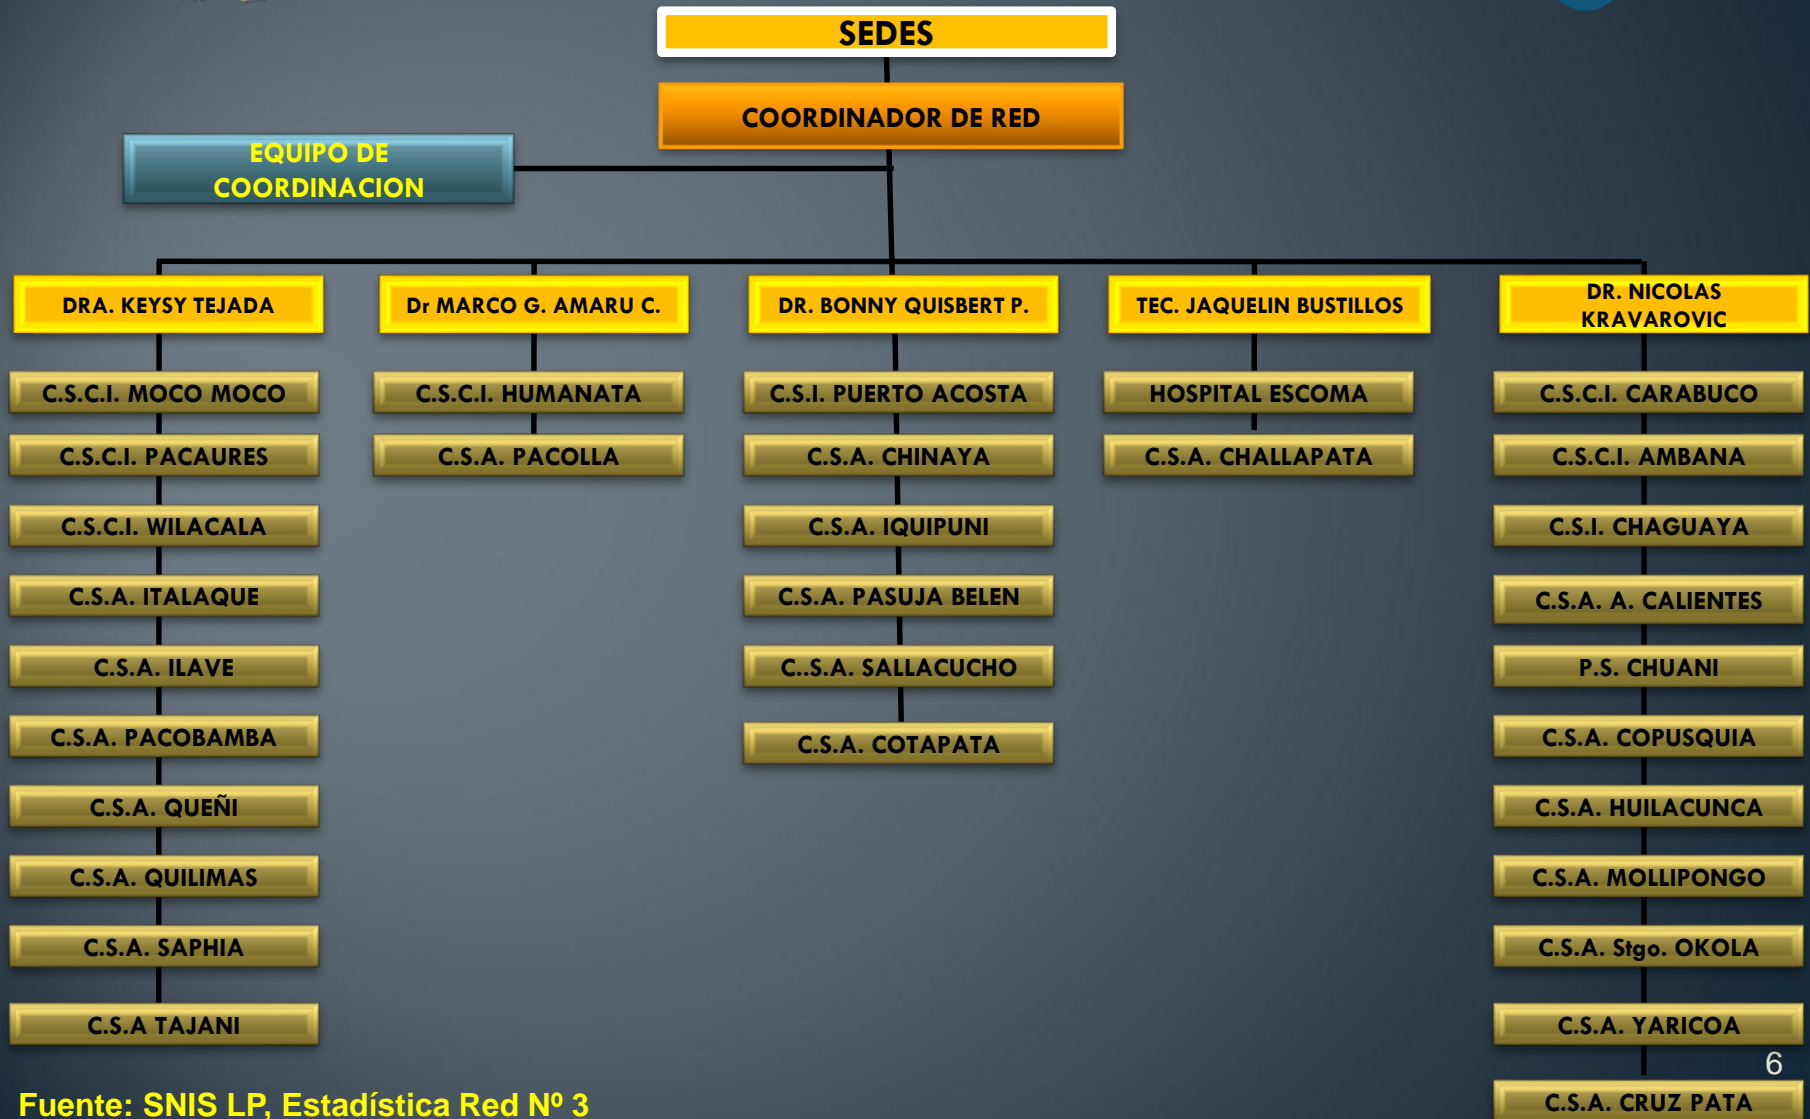 SEDES
COORDINADOR DE RED
EQUIPO DE
COORDINACION
DRA. KEYSY TEJADA
C.S.C.I. MOCO MOCO
C.S.C.I. PACAURES
C.S.C.I. WILACALA
C.S.A. ITALAQUE
C.S.A. ILAVE
C.S.A. PACOBAMBA
C.S.A. QUEÑI
C.S.A. QUILIMAS
C.S.A. SAPHIA
C.S.A TAJANI
Dr MARCO G. AMARU C.
C.S.C.I. HUMANATA
C.S.A. PACOLLA
DR. BONNY QUISBERT P.
C.S.I. PUERTO ACOSTA
C.S.A. CHINAYA
C.S.A. IQUIPUNI
C.S.A. PASUJA BELEN
C..S.A. SALLACUCHO
C.S.A. COTAPATA
TEC. JAQUELIN BUSTILLOS
HOSPITAL ESCOMA
C.S.A. CHALLAPATA
DR. NICOLAS
KRAVAROVIC
C.S.C.I. CARABUCO
C.S.C.I. AMBANA
C.S.I. CHAGUAYA
C.S.A. A. CALIENTES
P.S. CHUANI
C.S.A. COPUSQUIA
C.S.A. HUILACUNCA
C.S.A. MOLLIPONGO
C.S.A. Stgo. OKOLA
C.S.A. YARICOA
C.S.A. CRUZ PATA
6
Fuente: SNIS LP, Estadística Red Nº 3